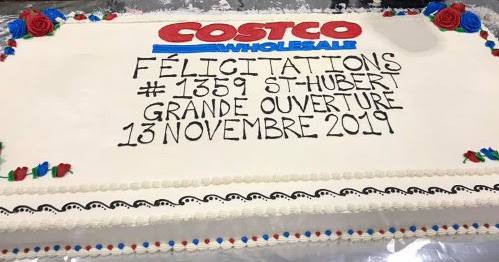 COSTCO
WHOLESALE
FÉLICITATIONS
# 1359 ST-HUBERT
GRANDE OUVERTURE
13 NOVEMBRE 2019